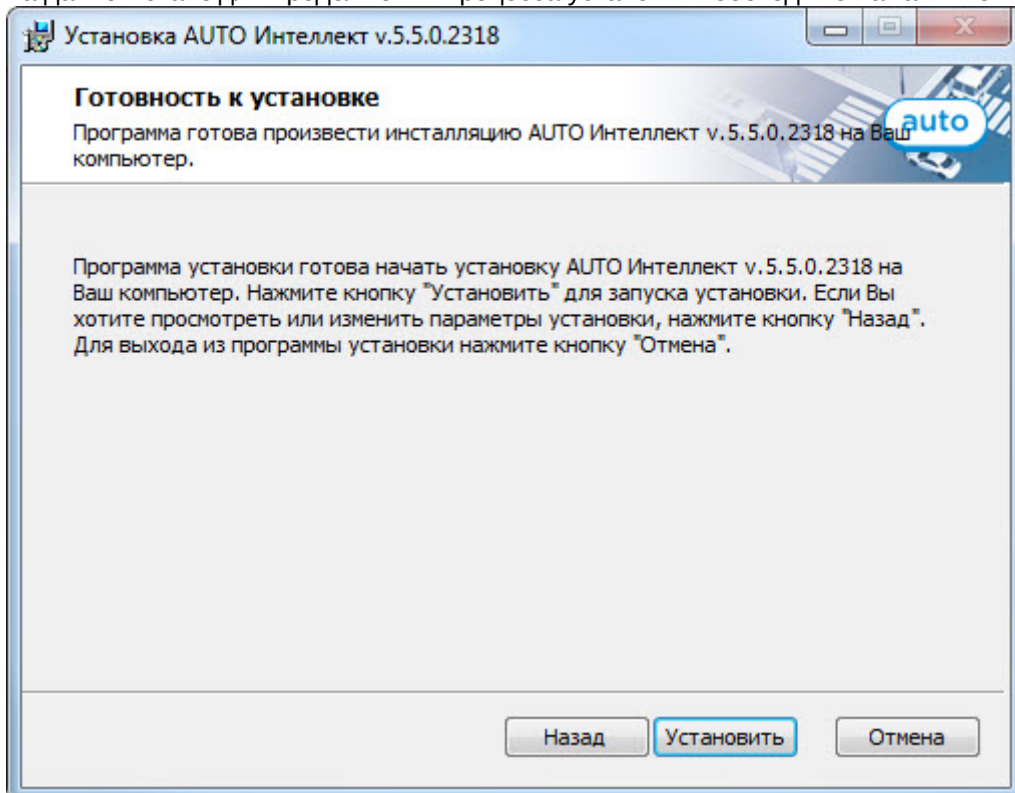 Установка AUTO Интеллект v.5.5.0.2318
Готовность к установке
Программа готова произвести инсталляцию AUTO Интеллект v.5.5.0.2318 на Ваш
компьютер.
auto
Программа установки готова начать установку AUTO Интеллект v.5.5.0.2318 на
Ваш компьютер. Нажмите кнопку "Установить" для запуска установки. Если Вы
хотите просмотреть или изменить параметры установки, нажмите кнопку "Назад".
Для выхода из программы установки нажмите кнопку "Отмена".
Назад
Установить
Отмена